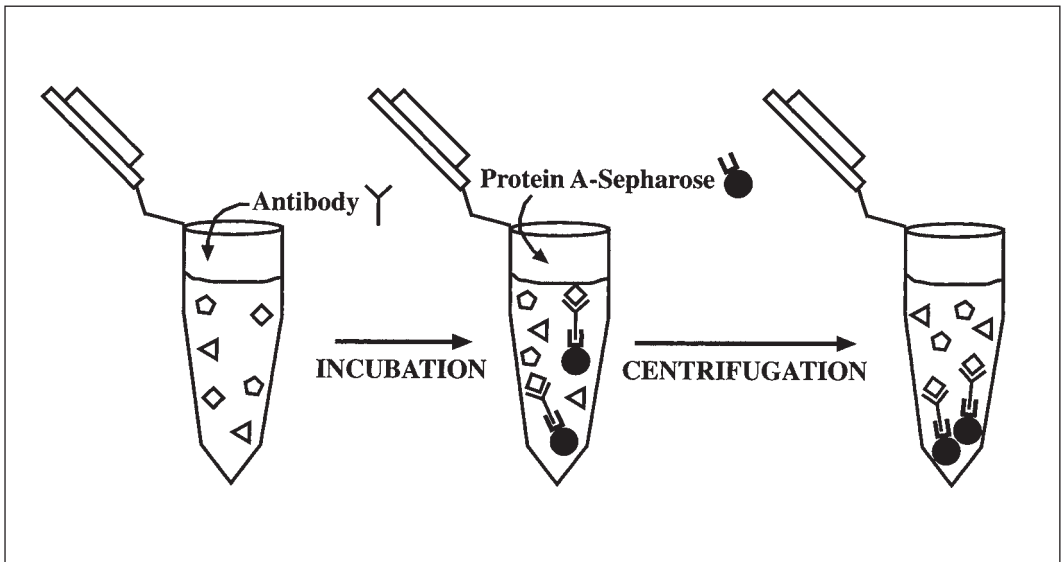 Antibody
Protein A-Sepharose
INCUBATION
CENTRIFUGATION